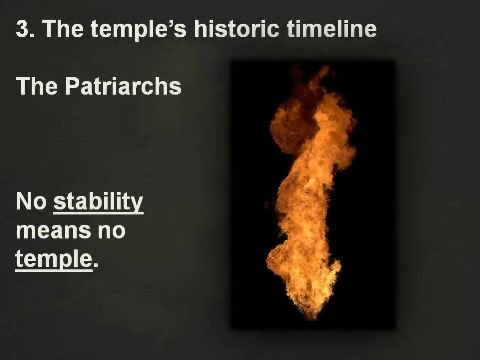 3. The temple’s historic timeline
The Patriarchs
No stability
means no
temple.